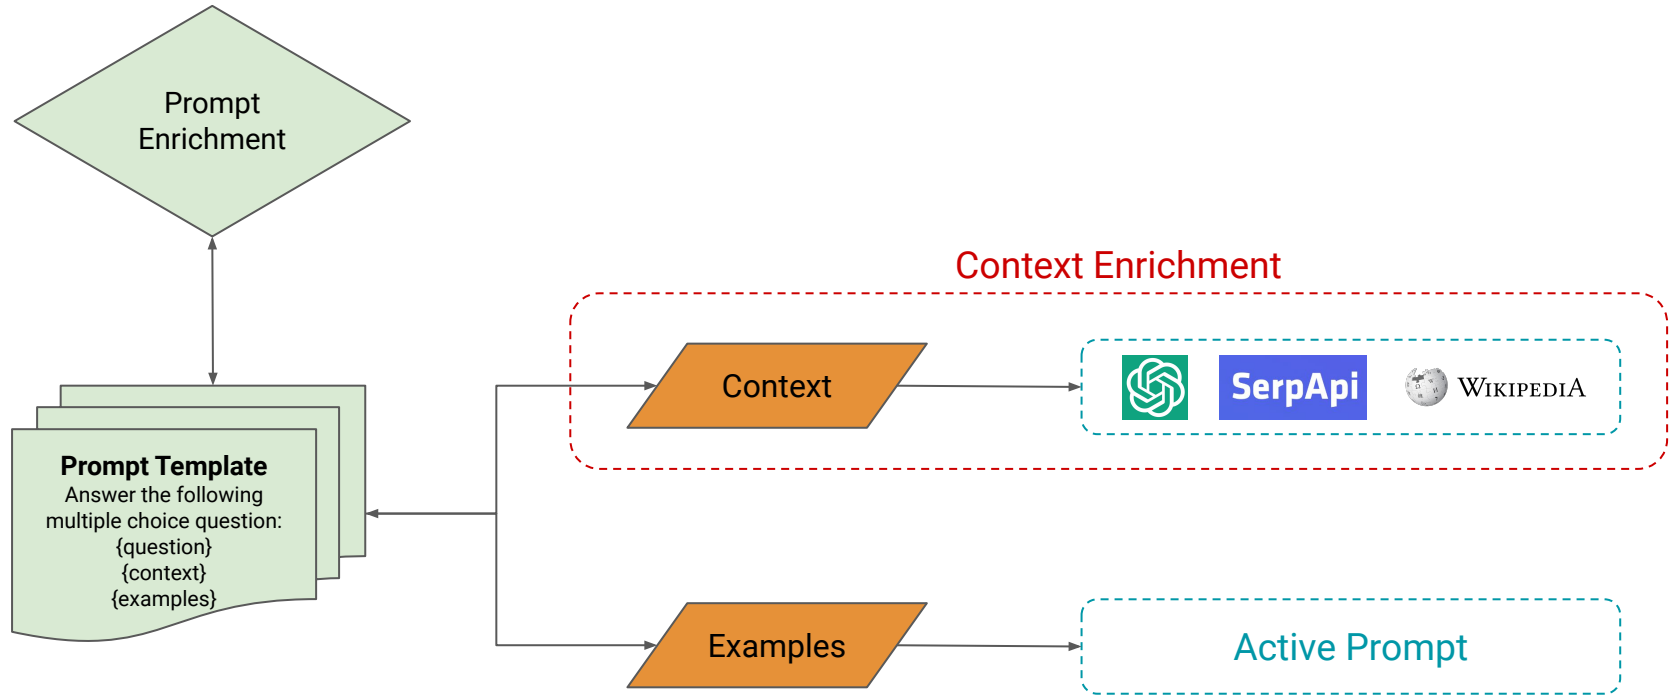 Prompt
Enrichment
Context Enrichment
Context
SerpApi
WIKIPEDIA
Prompt Template
Answer the following
multiple choice question:
{question}
{context}
{examples}
Examples
Active Prompt